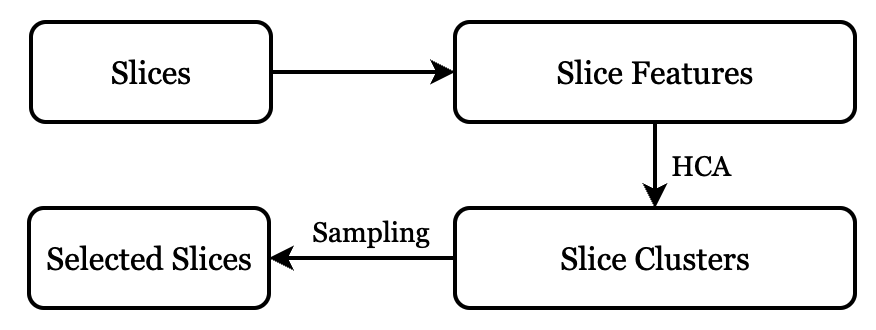 Slices
Slice Features
HCA
Sampling
Selected Slices
Slice Clusters